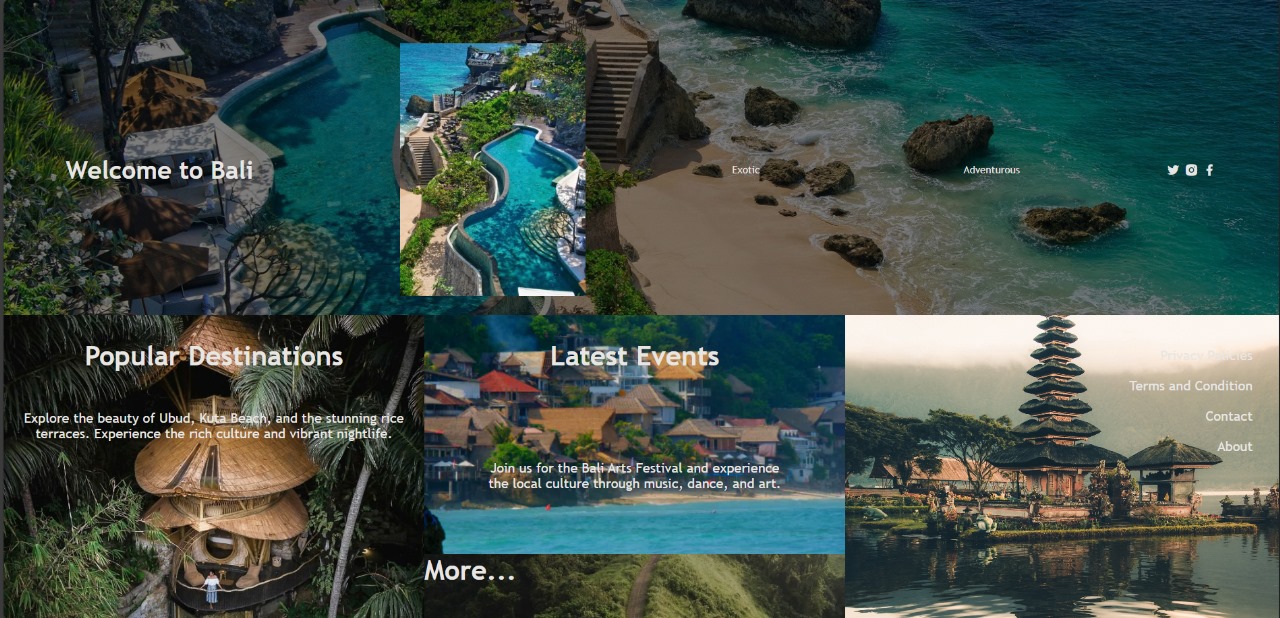 Welcome to Bali
Exotic
Adventurous
Popular Destinations
Explore the beauty of Ubud, Kuta Beach, and the stunning rice
terraces. Experience the rich culture and vibrant nightlife.
Latest Events
Join us for the Bali Arts Festival and experience
the local culture through music, dance, and art.
More...
Privacy Policies
Terms and Condition
Contact
About